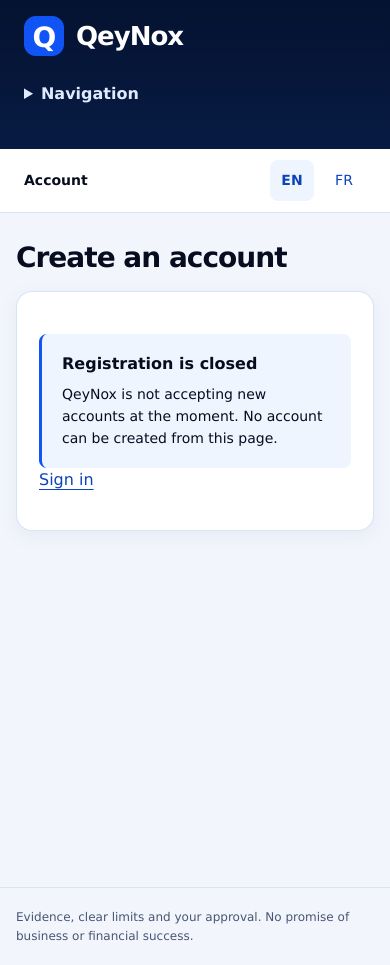 Q QeyNox
▶ Navigation
Account
EN FR
Create an account
Registration is closed
QeyNox is not accepting new
accounts at the moment. No account
can be created from this page.
Sign in
Evidence, clear limits and your approval. No promise of
business or financial success.